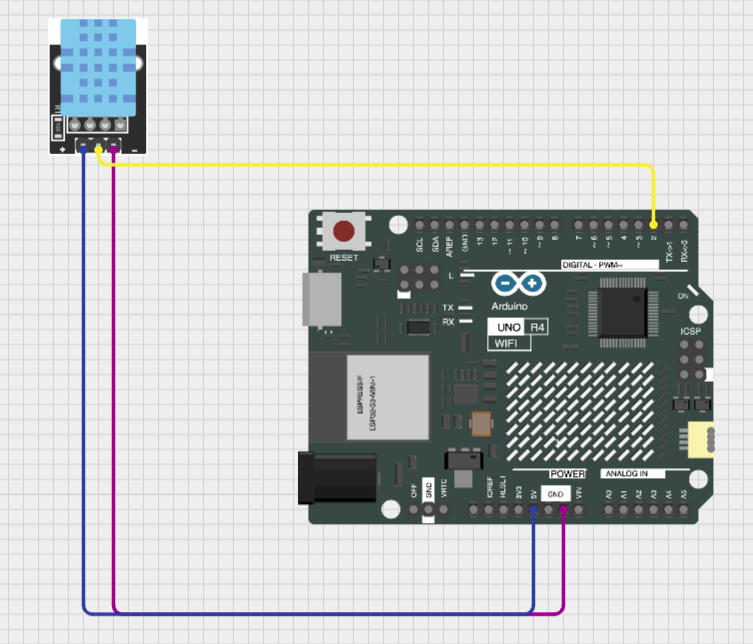 + -
SCL SDA AREF GND 13 12 ~11 ~10 ~9 8 7 ~6 ~5 4 ~3 2 TX->1 RX<-0
RESET
DIGITAL - PWM~
L
ON
TX
Arduino
RX
UNO R4
WIFI
ICSP
ESPRESSIF
ESP32-S3-MINI-1
POWER
ANALOG IN
OFF GND VRTC IOREF 3V3 5V GND VIN A0 A1 A2 A3 A4 A5